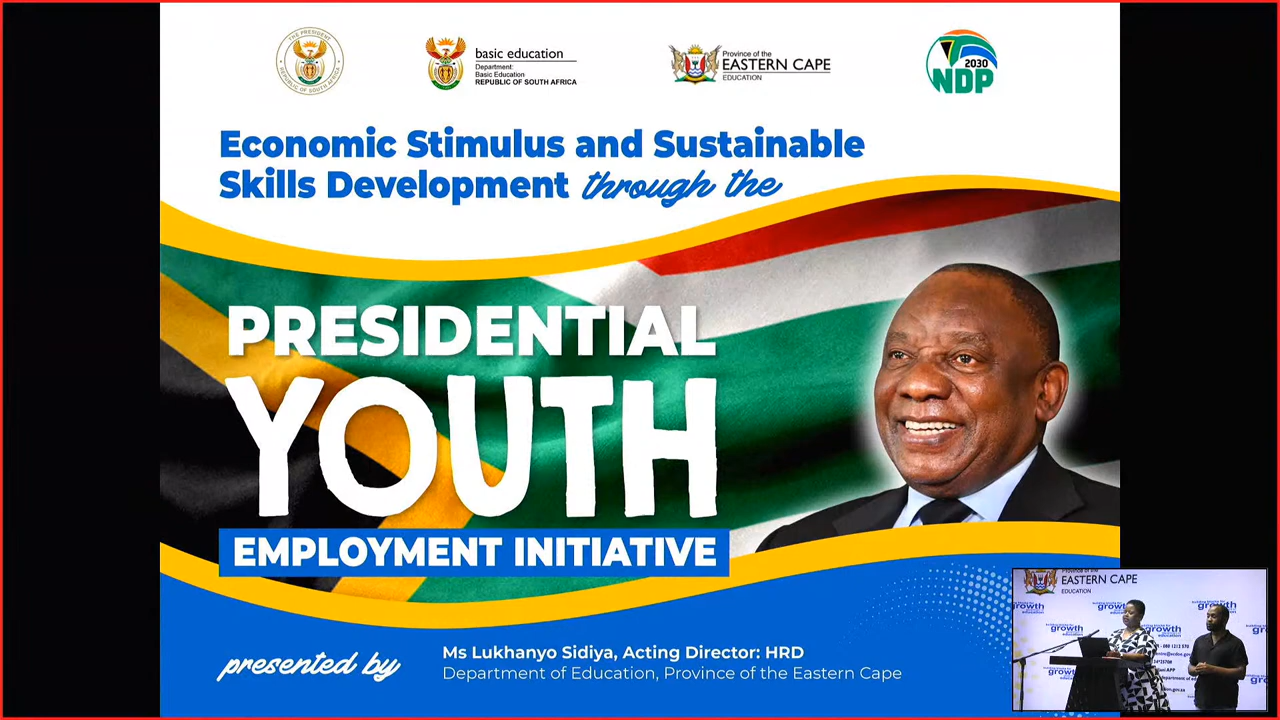 THE PRESIDENT
REPUBLIC OF SOUTH AFRICA
basic education
Department:
Basic Education
REPUBLIC OF SOUTH AFRICA
Province of the
EASTERN CAPE
EDUCATION
2030
NDP
Economic Stimulus and Sustainable
Skills Development through the
PRESIDENTIAL
YOUTH
EMPLOYMENT INITIATIVE
presented by
Ms Lukhanyo Sidiya, Acting Director: HRD
Department of Education, Province of the Eastern Cape
Province of the
EASTERN CAPE
EDUCATION
growth
growth
growth
growth
growth
growth
growth